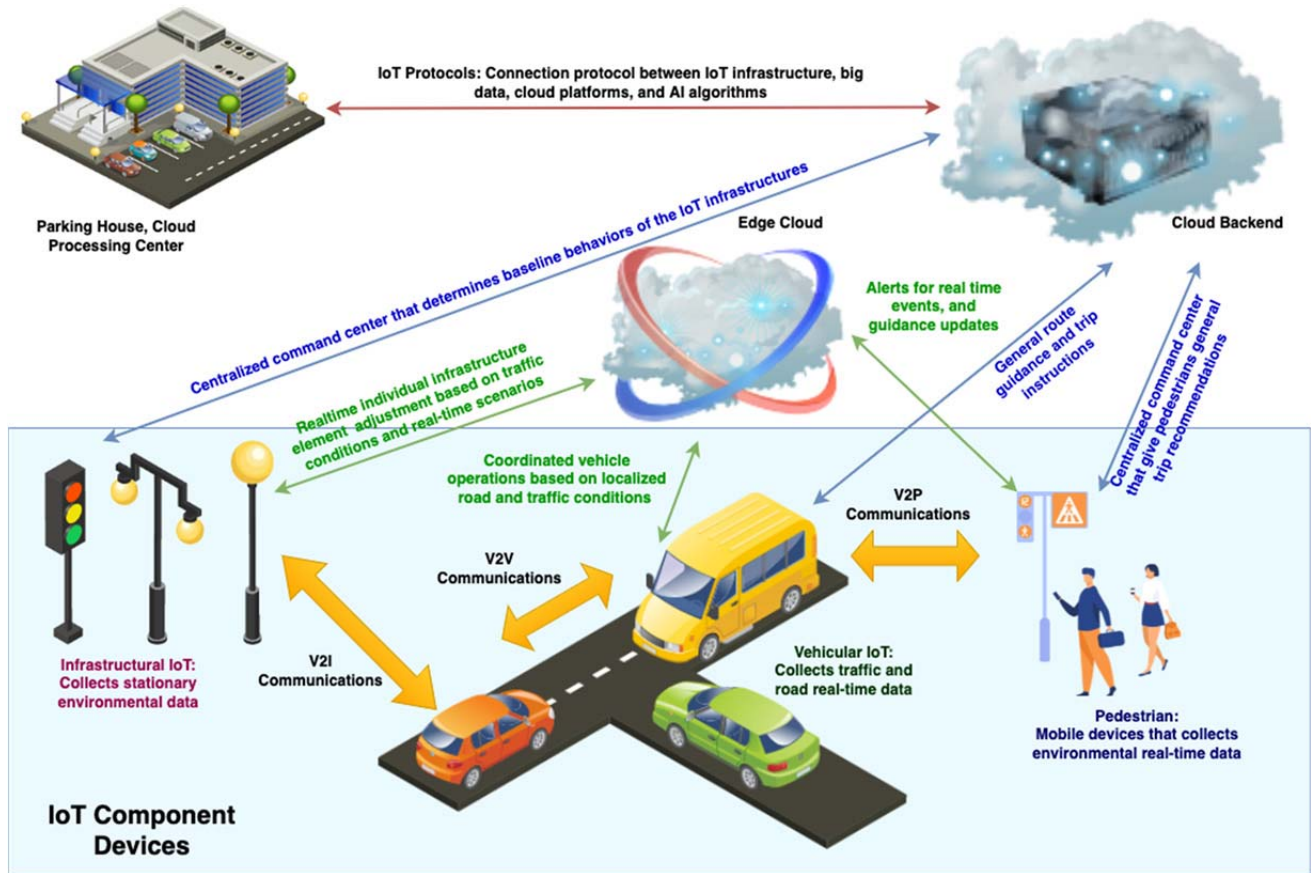 IoT Protocols: Connection protocol between IoT infrastructure, big
data, cloud platforms, and AI algorithms
Parking House, Cloud
Processing Center
Cloud Backend
Edge Cloud
Centralized command center that determines baseline behaviors of the IoT infrastructures
Alerts for real time
events, and
guidance updates
General route
guidance and trip
instructions
Centralized command center
that give pedestrians general
trip recommendations
Realtime individual infrastructure
element adjustment based on traffic
conditions and real-time scenarios
Coordinated vehicle
operations based on localized
road and traffic conditions
V2P
Communications
V2V
Communications
V2I
Communications
Infrastructural IoT:
Collects stationary
environmental data
Vehicular IoT:
Collects traffic and
road real-time data
Pedestrian:
Mobile devices that collects
environmental real-time data
IoT Component
Devices